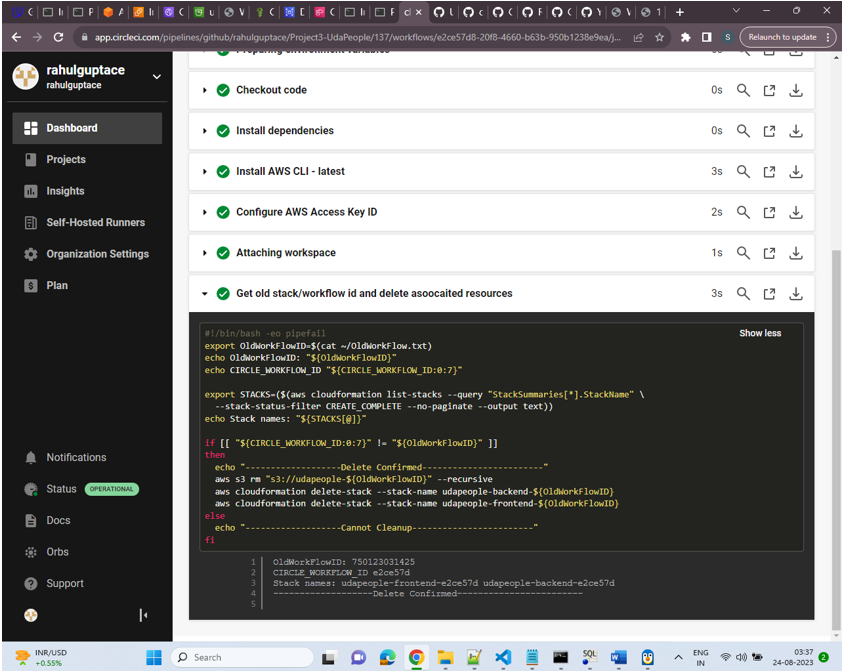 app.circleci.com/pipelines/github/rahulguptace/Project3-UdaPeople/137/workflows/e2ce57d8-20f8-4660-b63b-950b1238e9ea/j...
S
Relaunch to update
rahulguptace
rahulguptace
Dashboard
Projects
Insights
Self-Hosted Runners
Organization Settings
Plan
Notifications
Status OPERATIONAL
Docs
Orbs
Support
Preparing environment variables 0s
Checkout code 0s
Install dependencies 0s
Install AWS CLI - latest 3s
Configure AWS Access Key ID 2s
Attaching workspace 1s
Get old stack/workflow id and delete asoocaited resources 3s
Show less
#!/bin/bash -eo pipefail
export OldWorkFlowID=$(cat ~/OldWorkFlow.txt)
echo OldWorkFlowID: "${OldWorkFlowID}"
echo CIRCLE_WORKFLOW_ID "${CIRCLE_WORKFLOW_ID:0:7}"
export STACKS=($(aws cloudformation list-stacks --query "StackSummaries[*].StackName" \
--stack-status-filter CREATE_COMPLETE --no-paginate --output text))
echo Stack names: "${STACKS[@]}"
if [[ "${CIRCLE_WORKFLOW_ID:0:7}" != "${OldWorkFlowID}" ]]
then
echo "-------------------Delete Confirmed------------------------"
aws s3 rm "s3://udapeople-${OldWorkFlowID}" --recursive
aws cloudformation delete-stack --stack-name udapeople-backend-${OldWorkFlowID}
aws cloudformation delete-stack --stack-name udapeople-frontend-${OldWorkFlowID}
else
echo "-------------------Cannot Cleanup------------------------"
fi
1 OldWorkFlowID: 750123031425
2 CIRCLE_WORKFLOW_ID e2ce57d
3 Stack names: udapeople-frontend-e2ce57d udapeople-backend-e2ce57d
4 --------------------Delete Confirmed-------------------------
5
INR/USD
+0.55%
Search
SQL
ENG
IN
03:37
24-08-2023
2